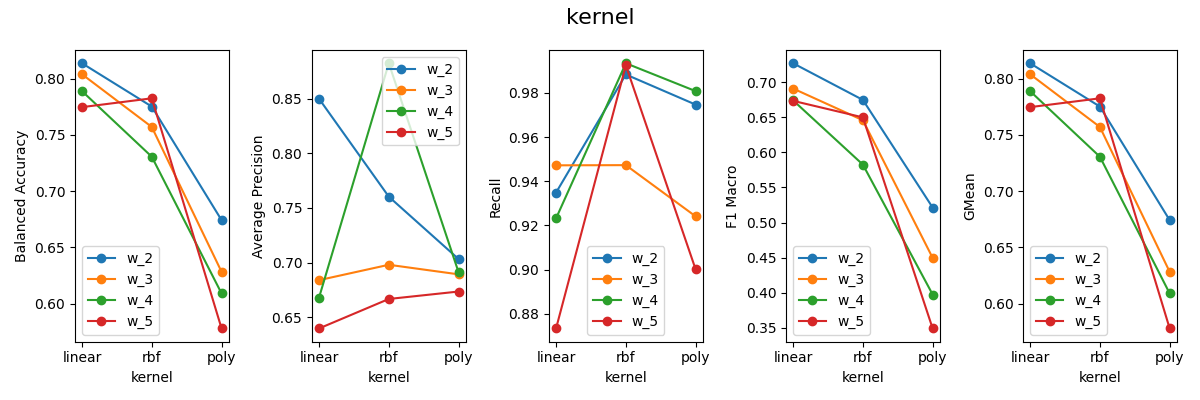 kernel
Balanced Accuracy
0.80
0.75
0.70
0.65
0.60
w_2
w_3
w_4
w_5
linear rbf poly
kernel
Average Precision
0.85
0.80
0.75
0.70
0.65
w_2
w_3
w_4
w_5
linear rbf poly
kernel
Recall
0.98
0.96
0.94
0.92
0.90
0.88
w_2
w_3
w_4
w_5
linear rbf poly
kernel
F1 Macro
0.70
0.65
0.60
0.55
0.50
0.45
0.40
0.35
w_2
w_3
w_4
w_5
linear rbf poly
kernel
GMean
0.80
0.75
0.70
0.65
0.60
w_2
w_3
w_4
w_5
linear rbf poly
kernel